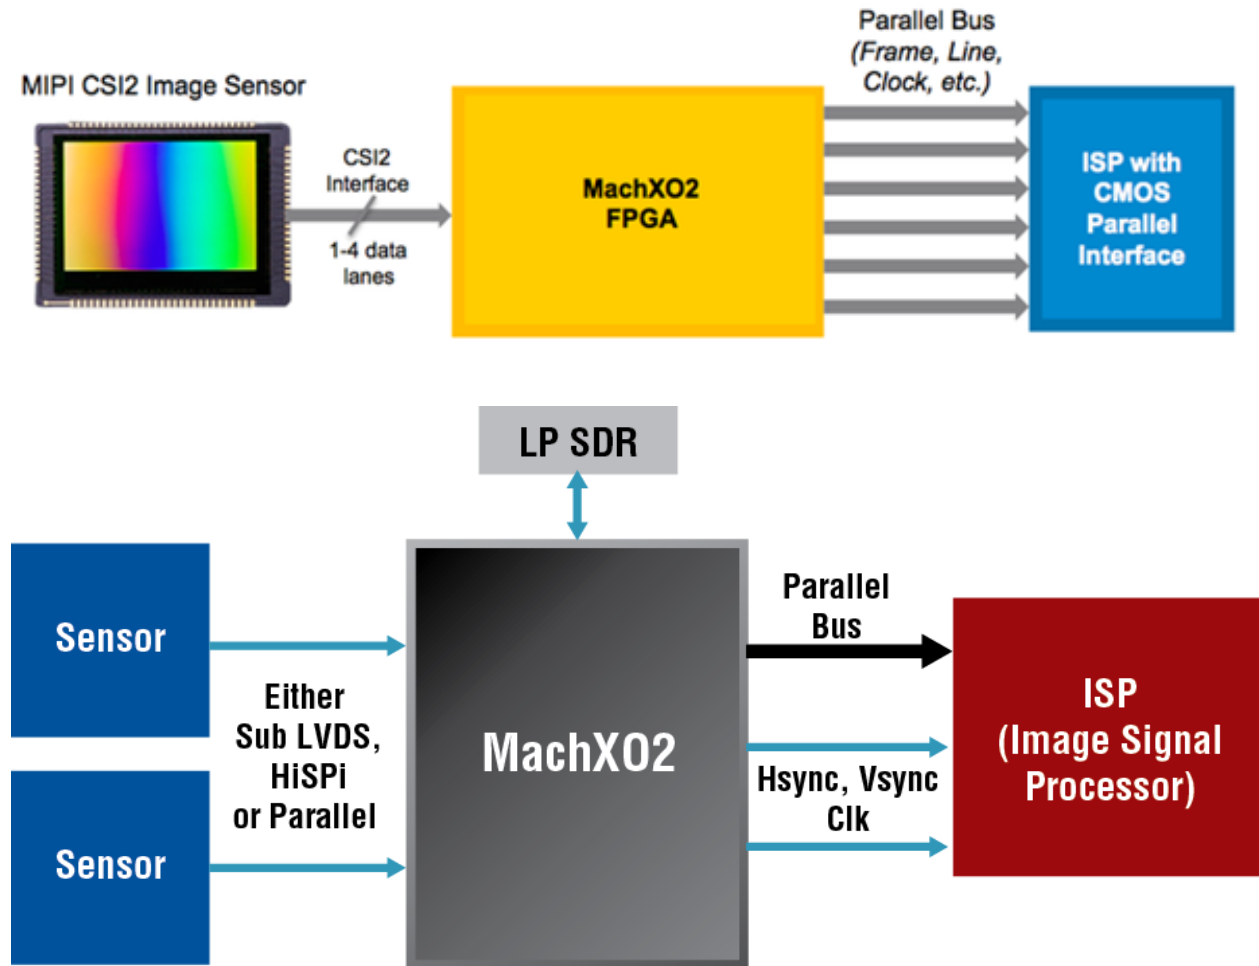 Parallel Bus
(Frame, Line,
Clock, etc.)
MIPI CSI2 Image Sensor
CSI2
Interface
1-4 data
lanes
MachXO2
FPGA
ISP with
CMOS
Parallel
Interface
LP SDR
Sensor
Sensor
Either
Sub LVDS,
HiSPi
or Parallel
MachXO2
Parallel
Bus
Hsync, Vsync
Clk
ISP
(Image Signal
Processor)